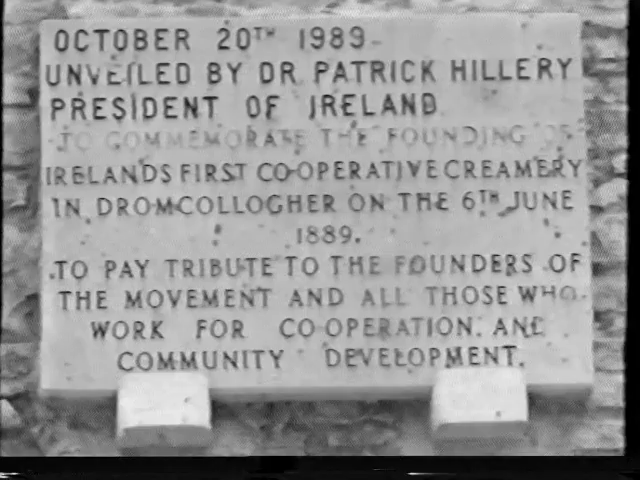 OCTOBER 20TH 1989
UNVEILED BY DR PATRICK HILLERY
PRESIDENT OF IRELAND
TO COMMEMORATE THE FOUNDING OF
IRELANDS FIRST CO-OPERATIVE CREAMERY
IN DROMCOLLOGHER ON THE 6TH JUNE
1889.
TO PAY TRIBUTE TO THE FOUNDERS OF
THE MOVEMENT AND ALL THOSE WHO
WORK FOR CO-OPERATION. AND
COMMUNITY DEVELOPMENT.